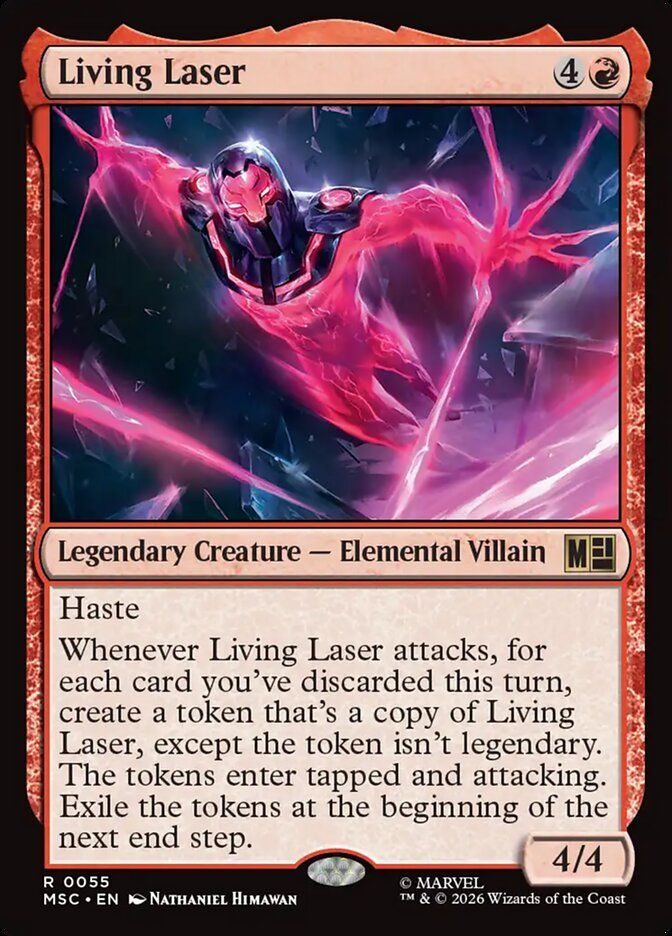 Living Laser 4
Legendary Creature — Elemental Villain
Haste
Whenever Living Laser attacks, for
each card you've discarded this turn,
create a token that's a copy of Living
Laser, except the token isn't legendary.
The tokens enter tapped and attacking.
Exile the tokens at the beginning of the
next end step.
4/4
R 0055
MSC • EN NATHANIEL HIMAWAN
© MARVEL
™ & © 2026 Wizards of the Coast